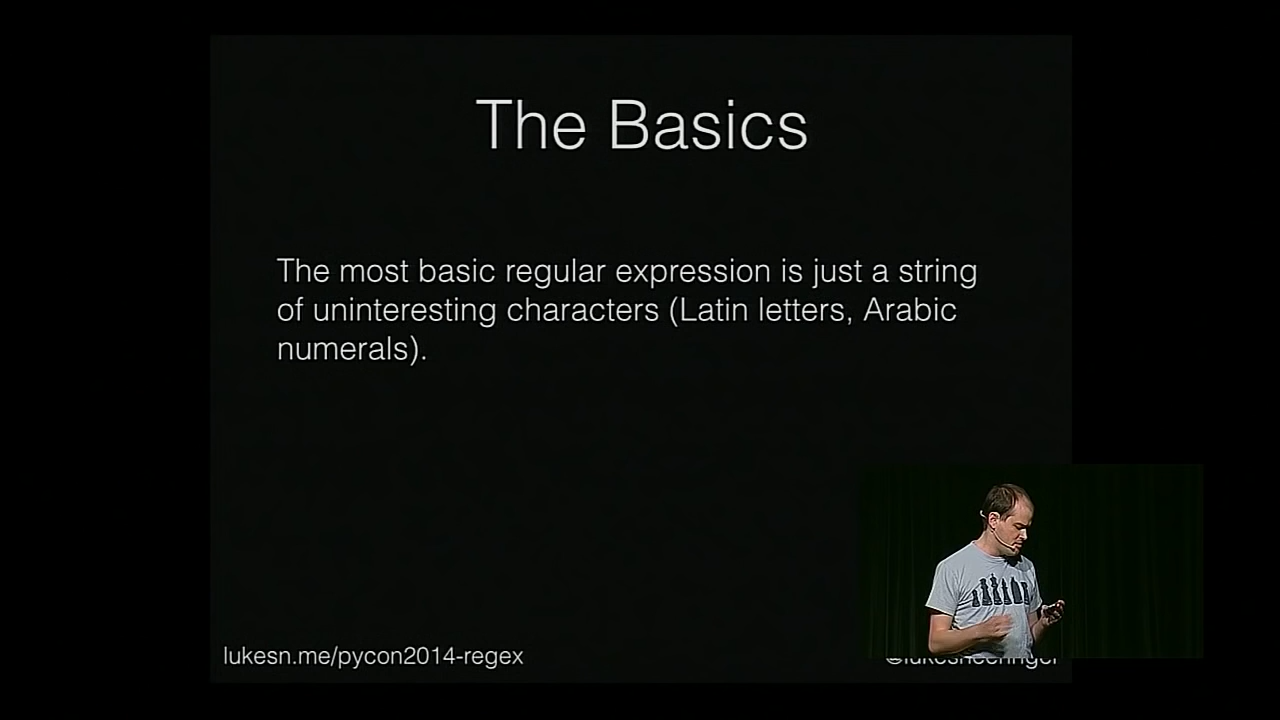 The Basics
The most basic regular expression is just a string
of uninteresting characters (Latin letters, Arabic
numerals).
lukesn.me/pycon2014-regex